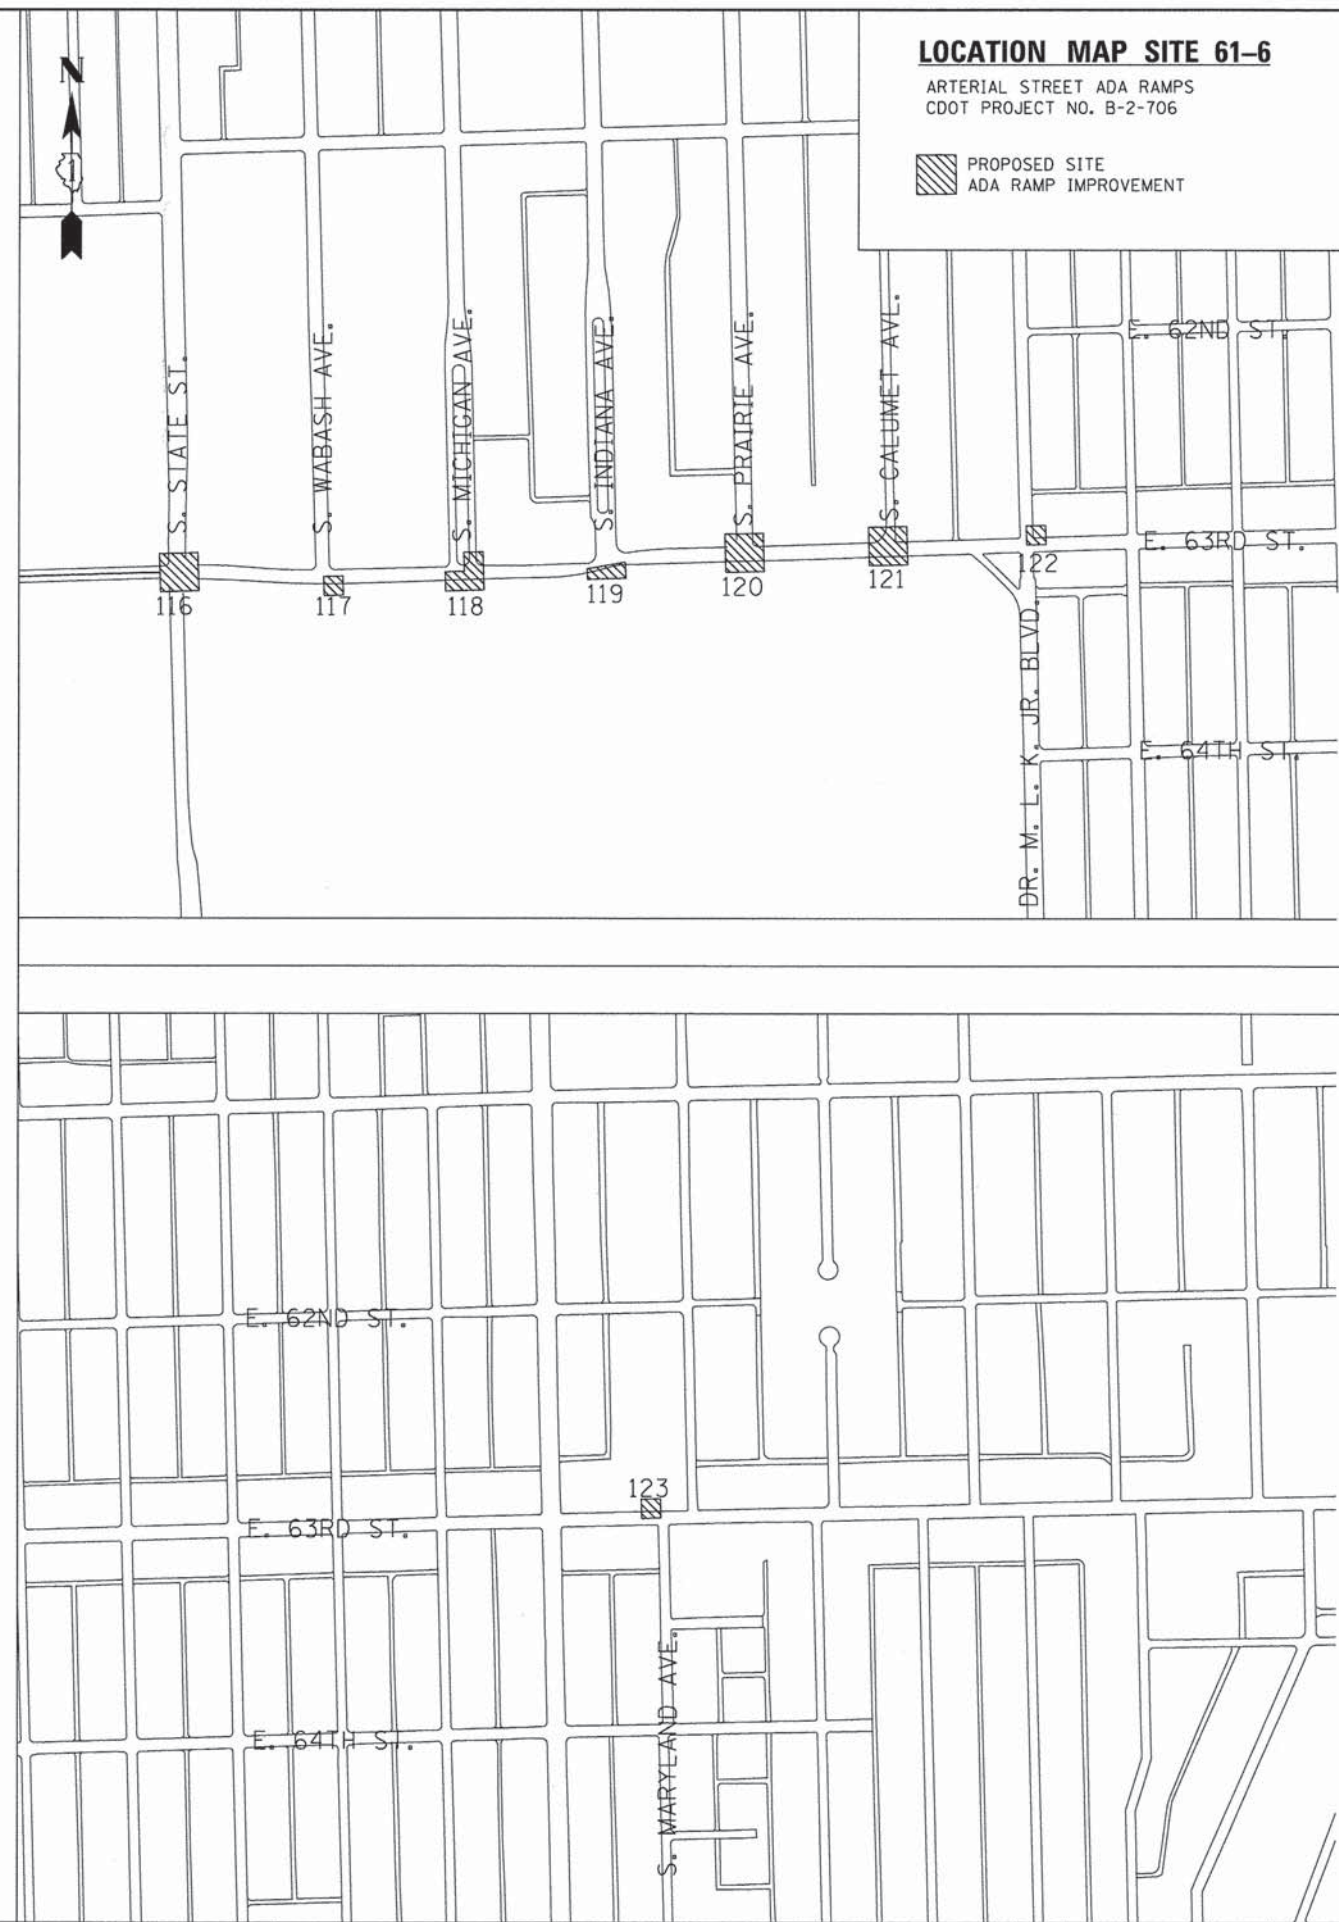 N
LOCATION MAP SITE 61-6
ARTERIAL STREET ADA RAMPS
CDOT PROJECT NO. B-2-706
PROPOSED SITE
ADA RAMP IMPROVEMENT
S. STATE ST.
S. WABASH AVE.
S. MICHIGAN AVE.
S. INDIANA AVE.
S. PRAIRIE AVE.
S. CALUMET AVE.
E. 62ND ST.
E. 63RD ST.
116
117
118
119
120
121
122
DR. M. L. K. JR. BLVD.
E. 64TH ST.
E. 62ND ST.
123
E. 63RD ST.
S. MARYLAND AVE.
E. 64TH ST.